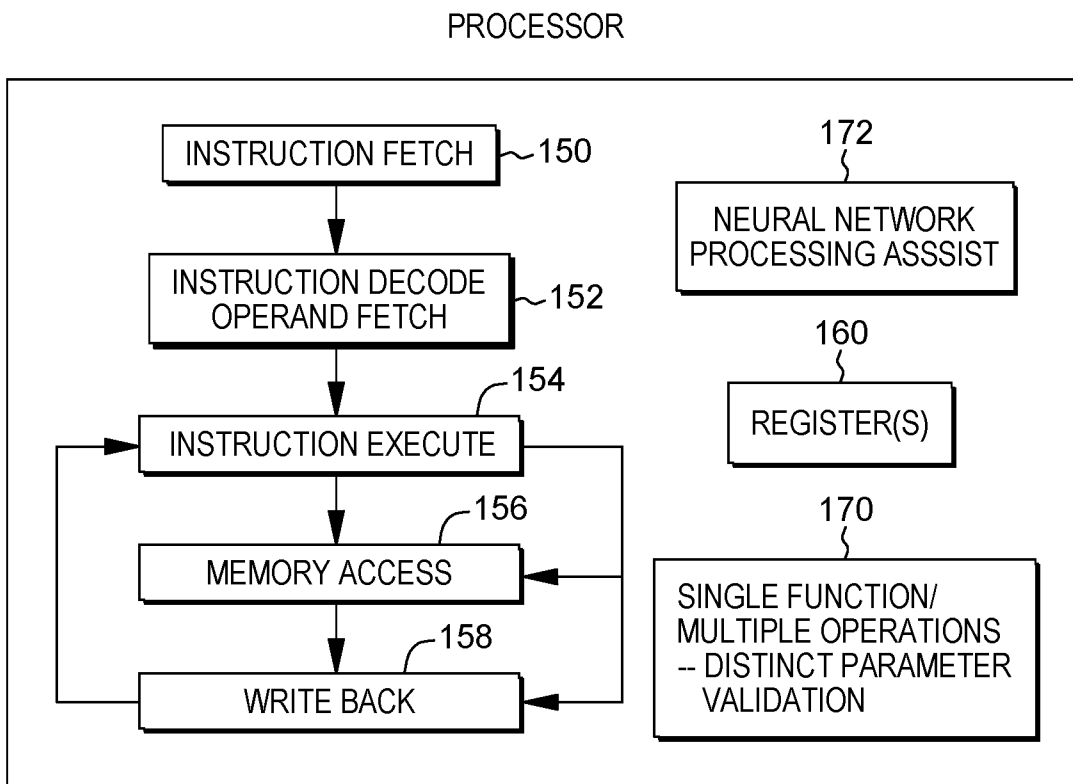 PROCESSOR
INSTRUCTION FETCH
150
INSTRUCTION DECODE
OPERAND FETCH
152
154
INSTRUCTION EXECUTE
156
MEMORY ACCESS
158
WRITE BACK
172
NEURAL NETWORK
PROCESSING ASSSIST
160
REGISTER(S)
170
SINGLE FUNCTION/
MULTIPLE OPERATIONS
-- DISTINCT PARAMETER
VALIDATION